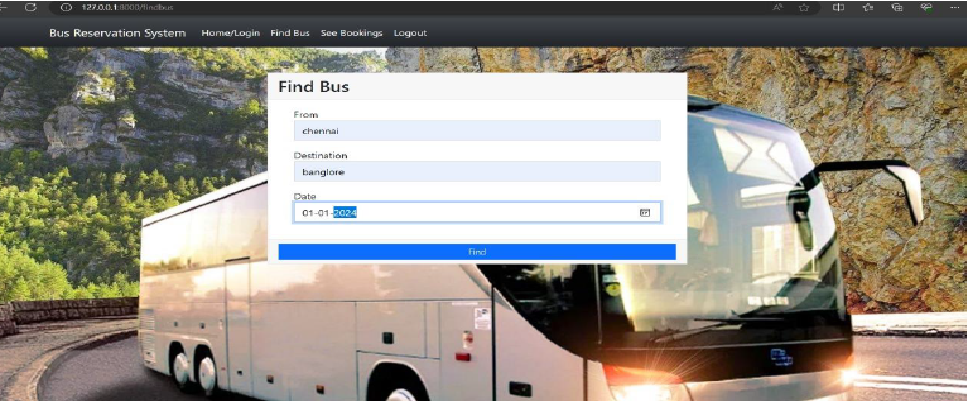 127.0.0.1:8000/findbus
Bus Reservation System Home/Login Find Bus See Bookings Logout
Find Bus
From
chennai
Destination
banglore
Date
01-01-2024
Find